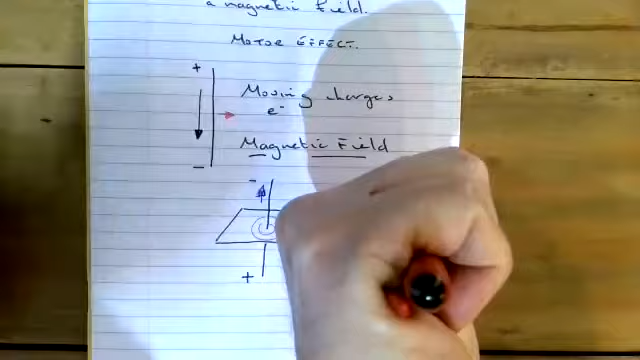 a magnetic field.
MOTOR EFFECT.
+
Moving charges
e⁻
-
Magnetic Field
-
+